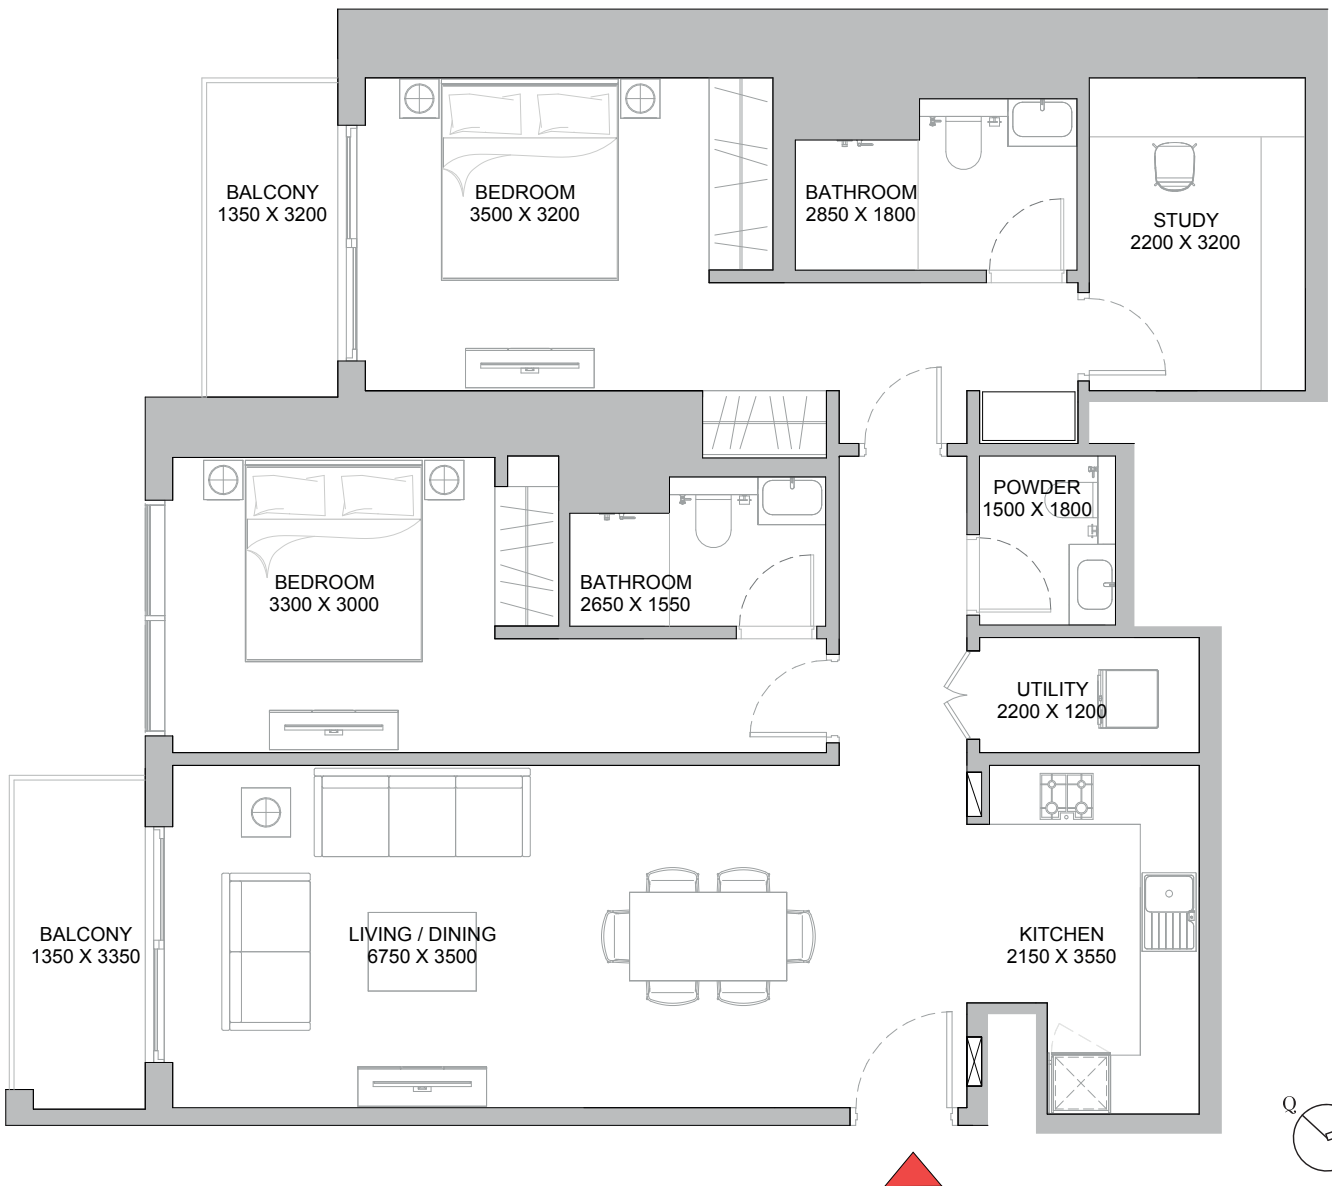 BALCONY
1350 X 3200
BEDROOM
3500 X 3200
BATHROOM
2850 X 1800
STUDY
2200 X 3200
BEDROOM
3300 X 3000
BATHROOM
2650 X 1550
POWDER
1500 X 1800
UTILITY
2200 X 1200
BALCONY
1350 X 3350
LIVING / DINING
6750 X 3500
KITCHEN
2150 X 3550
Q